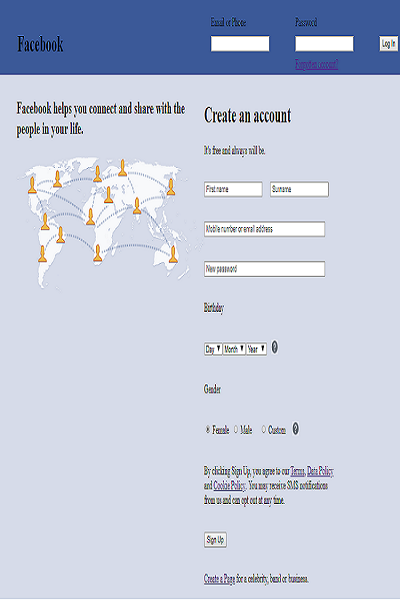 Email or Phone
Password
Facebook
Log In
Forgotten account?
Facebook helps you connect and share with the
people in your life.
Create an account
It's free and always will be.
First name
Surname
Mobile number or email address
New password
Birthday
Day
Month
Year
?
Gender
Female
Male
Custom
?
By clicking Sign Up, you agree to our Terms, Data Policy
and Cookie Policy. You may receive SMS notifications
from us and can opt out at any time.
Sign Up
Create a Page for a celebrity, band or business.